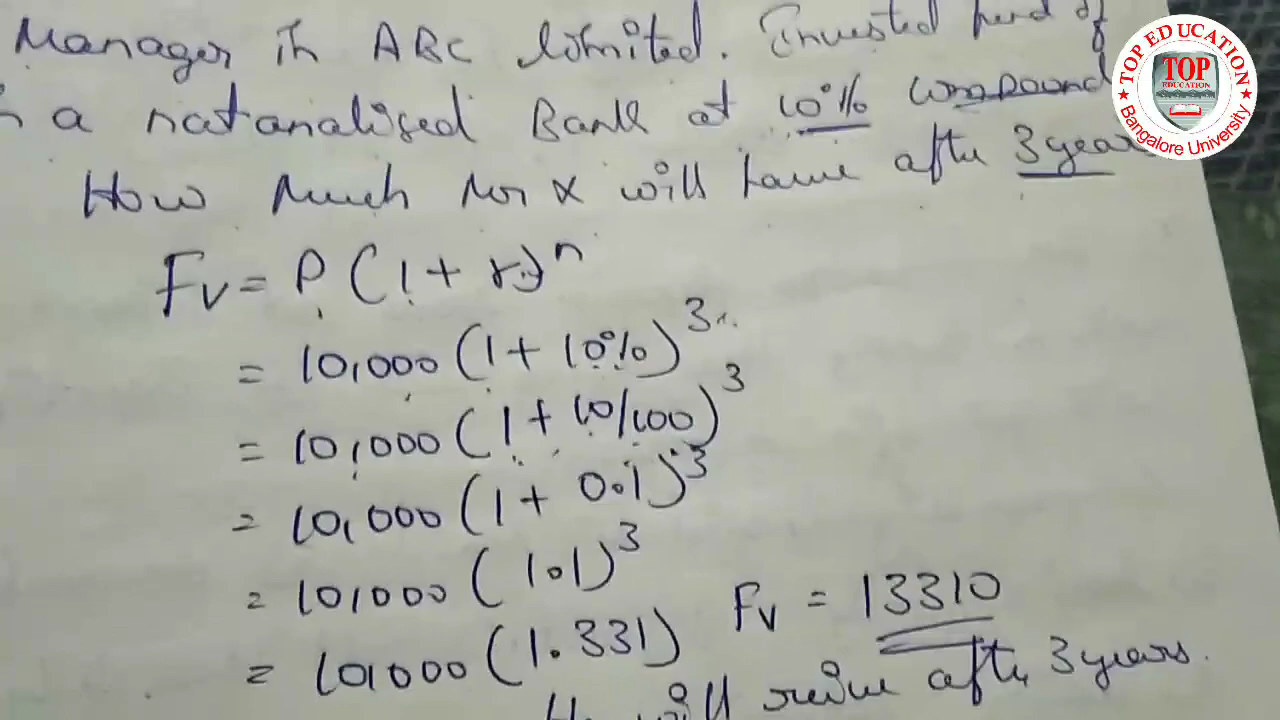 Manager in ABC limited. Invested fund of
a natanalised Bank at 10% compound
How much Mr X will have after 3 years
Fv = P (1 + r)ⁿ
= 10,000 (1 + 10%)³
= 10,000 (1 + 10/100)³
= 10,000 (1 + 0.1)³
= 10,000 (1.1)³
= 10,000 (1.331)
Fv = 13310
will after 3 years.
TOP EDUCATION
TOP
EDUCATION
Bangalore University